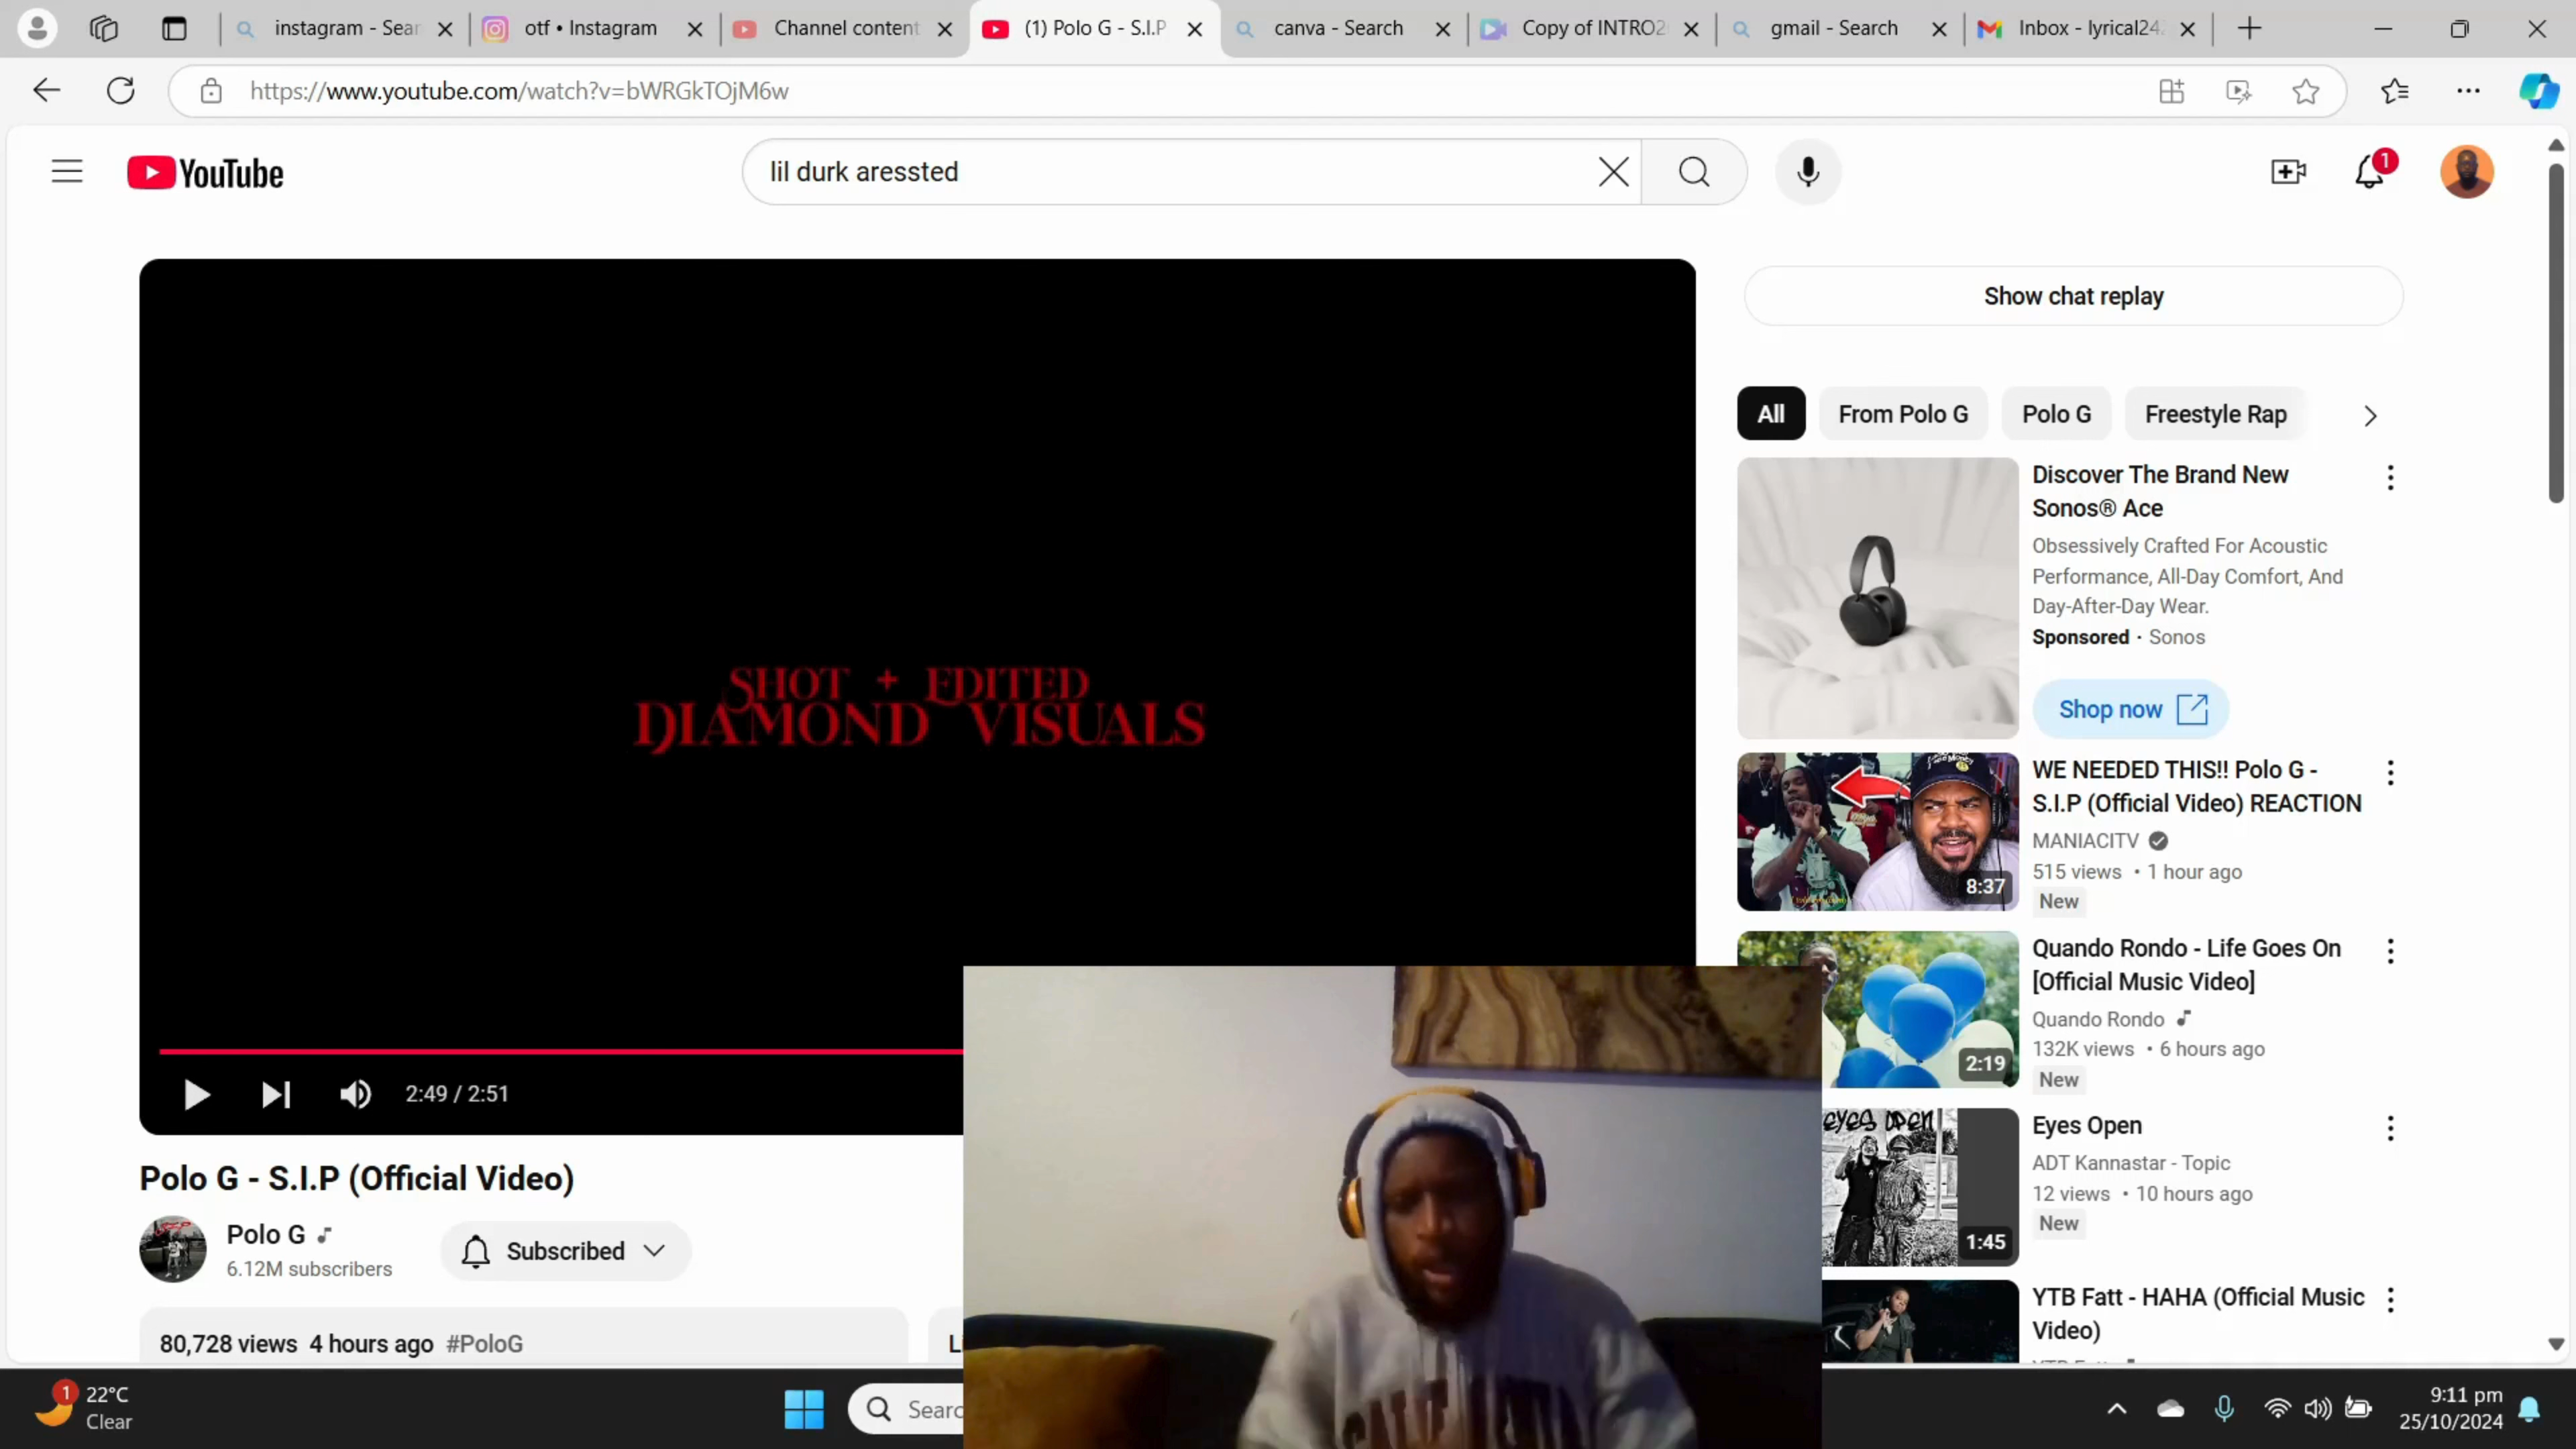 instagram - Sear
otf • Instagram
Channel content
(1) Polo G - S.I.P
canva - Search
Copy of INTRO2
gmail - Search
Inbox - lyrical24
https://www.youtube.com/watch?v=bWRGkTOjM6w
YouTube
lil durk aressted
1
Show chat replay
All
From Polo G
Polo G
Freestyle Rap
SHOT + EDITED
DIAMOND VISUALS
2:49 / 2:51
Discover The Brand New
Sonos® Ace
Obsessively Crafted For Acoustic
Performance, All-Day Comfort, And
Day-After-Day Wear.
Sponsored • Sonos
Shop now
8:37
WE NEEDED THIS!! Polo G -
S.I.P (Official Video) REACTION
MANIACITV
515 views • 1 hour ago
New
2:19
Quando Rondo - Life Goes On
[Official Music Video]
Quando Rondo
132K views • 6 hours ago
New
EYES OPEN
1:45
Eyes Open
ADT Kannastar - Topic
12 views • 10 hours ago
New
YTB Fatt - HAHA (Official Music
Video)
Polo G - S.I.P (Official Video)
Polo G
6.12M subscribers
Subscribed
80,728 views 4 hours ago #PoloG
1
22°C
Clear
Searc
9:11 pm
25/10/2024